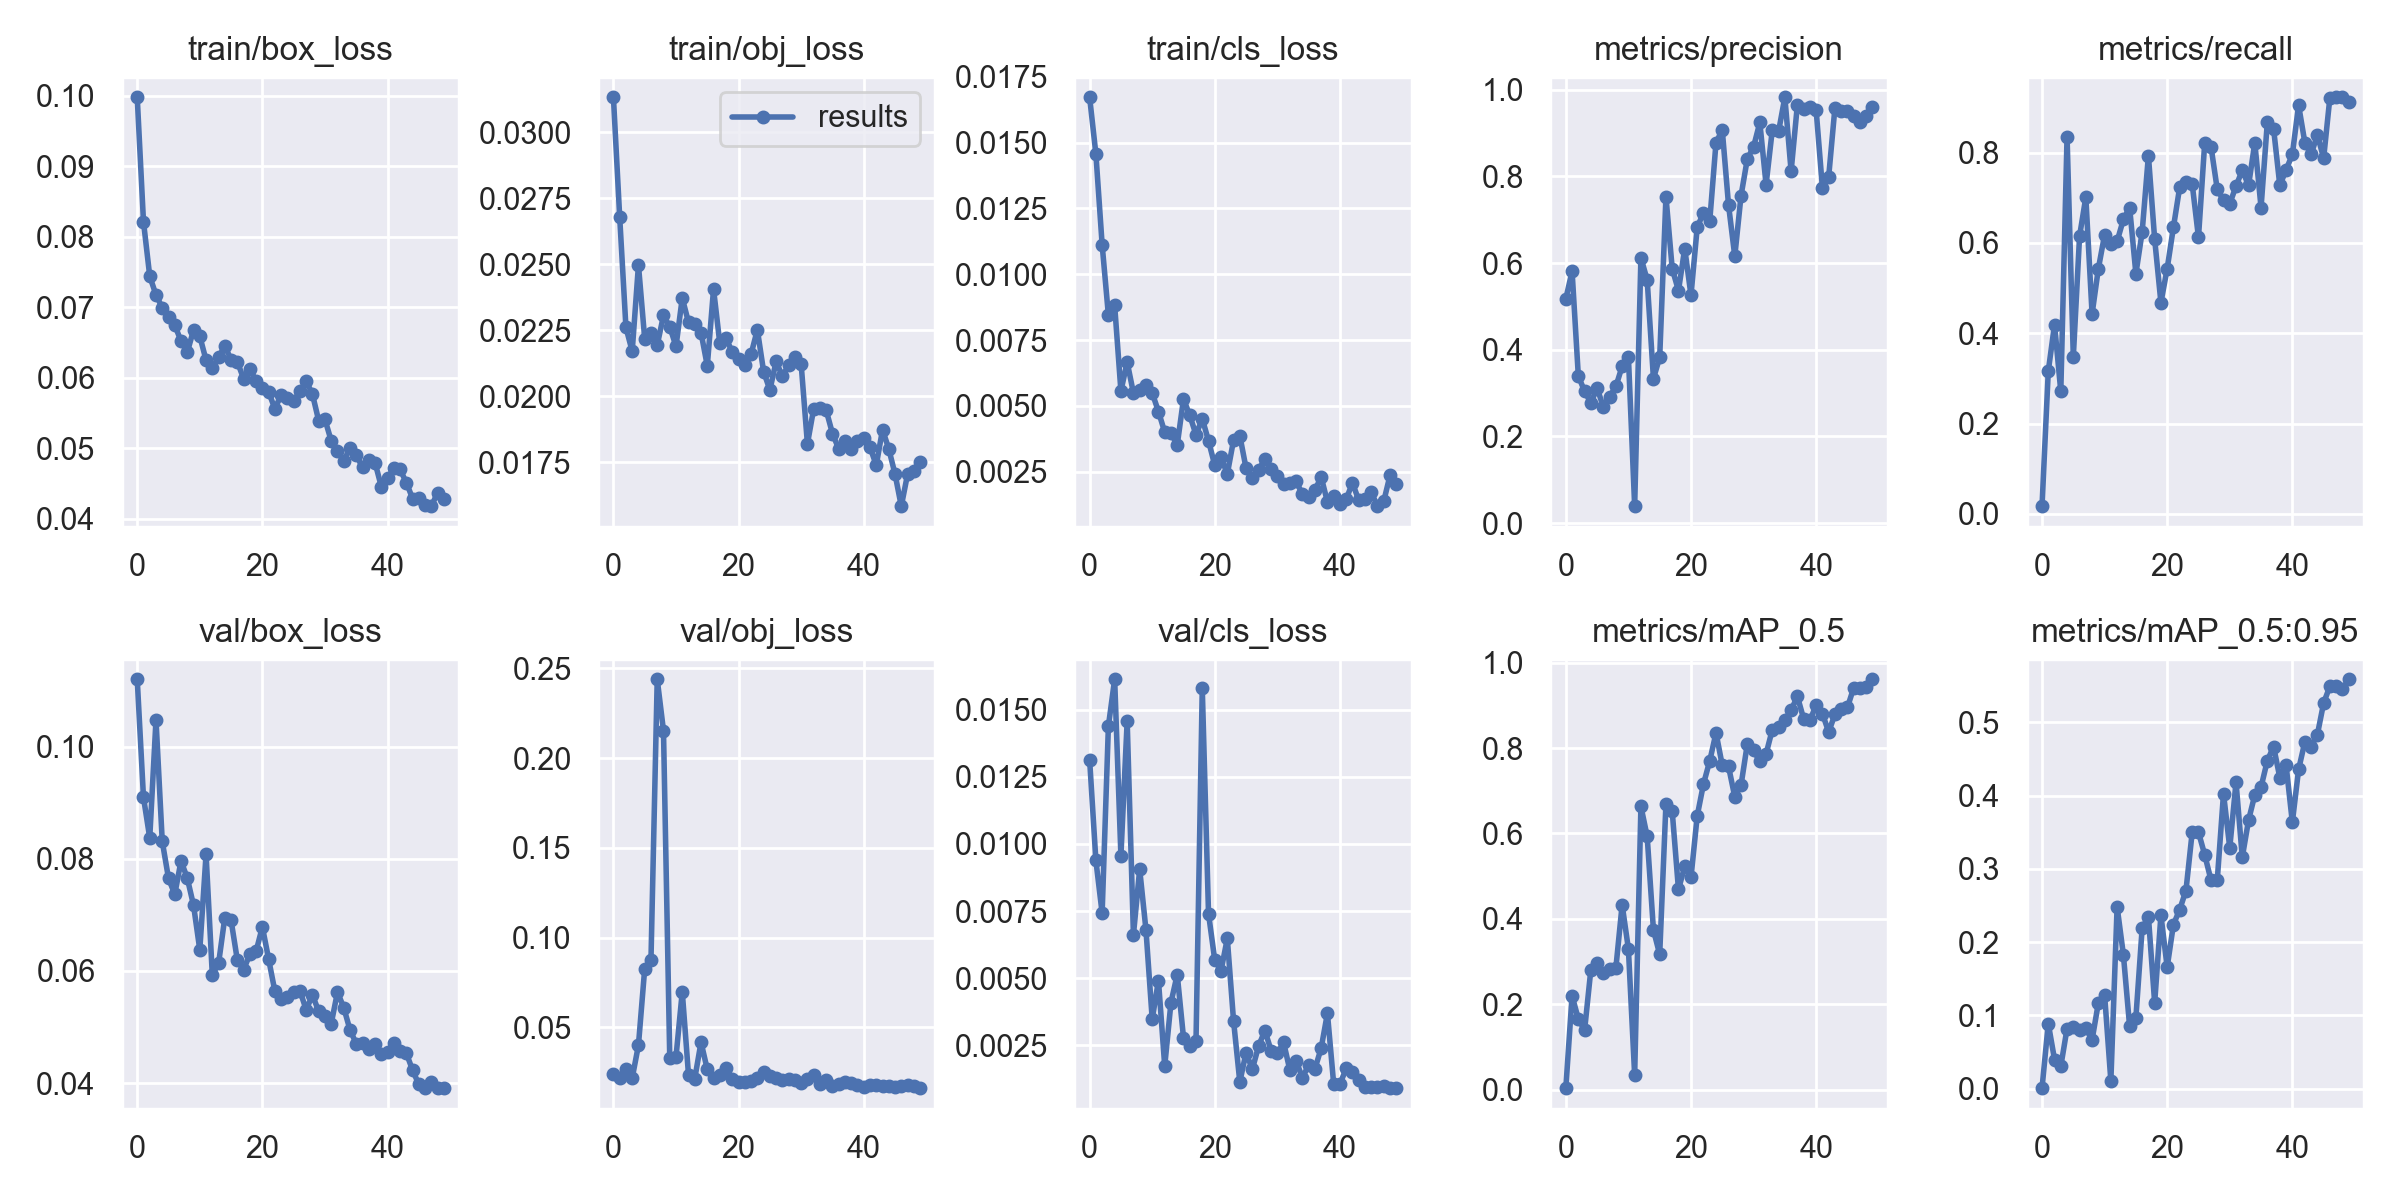 train/box_loss
0.10
0.09
0.08
0.07
0.06
0.05
0.04
0 20 40
train/obj_loss
results
0.0300
0.0275
0.0250
0.0225
0.0200
0.0175
0 20 40
train/cls_loss
0.0175
0.0150
0.0125
0.0100
0.0075
0.0050
0.0025
0 20 40
metrics/precision
1.0
0.8
0.6
0.4
0.2
0.0
0 20 40
metrics/recall
0.8
0.6
0.4
0.2
0.0
0 20 40
val/box_loss
0.10
0.08
0.06
0.04
0 20 40
val/obj_loss
0.25
0.20
0.15
0.10
0.05
0 20 40
val/cls_loss
0.0150
0.0125
0.0100
0.0075
0.0050
0.0025
0 20 40
metrics/mAP_0.5
1.0
0.8
0.6
0.4
0.2
0.0
0 20 40
metrics/mAP_0.5:0.95
0.5
0.4
0.3
0.2
0.1
0.0
0 20 40